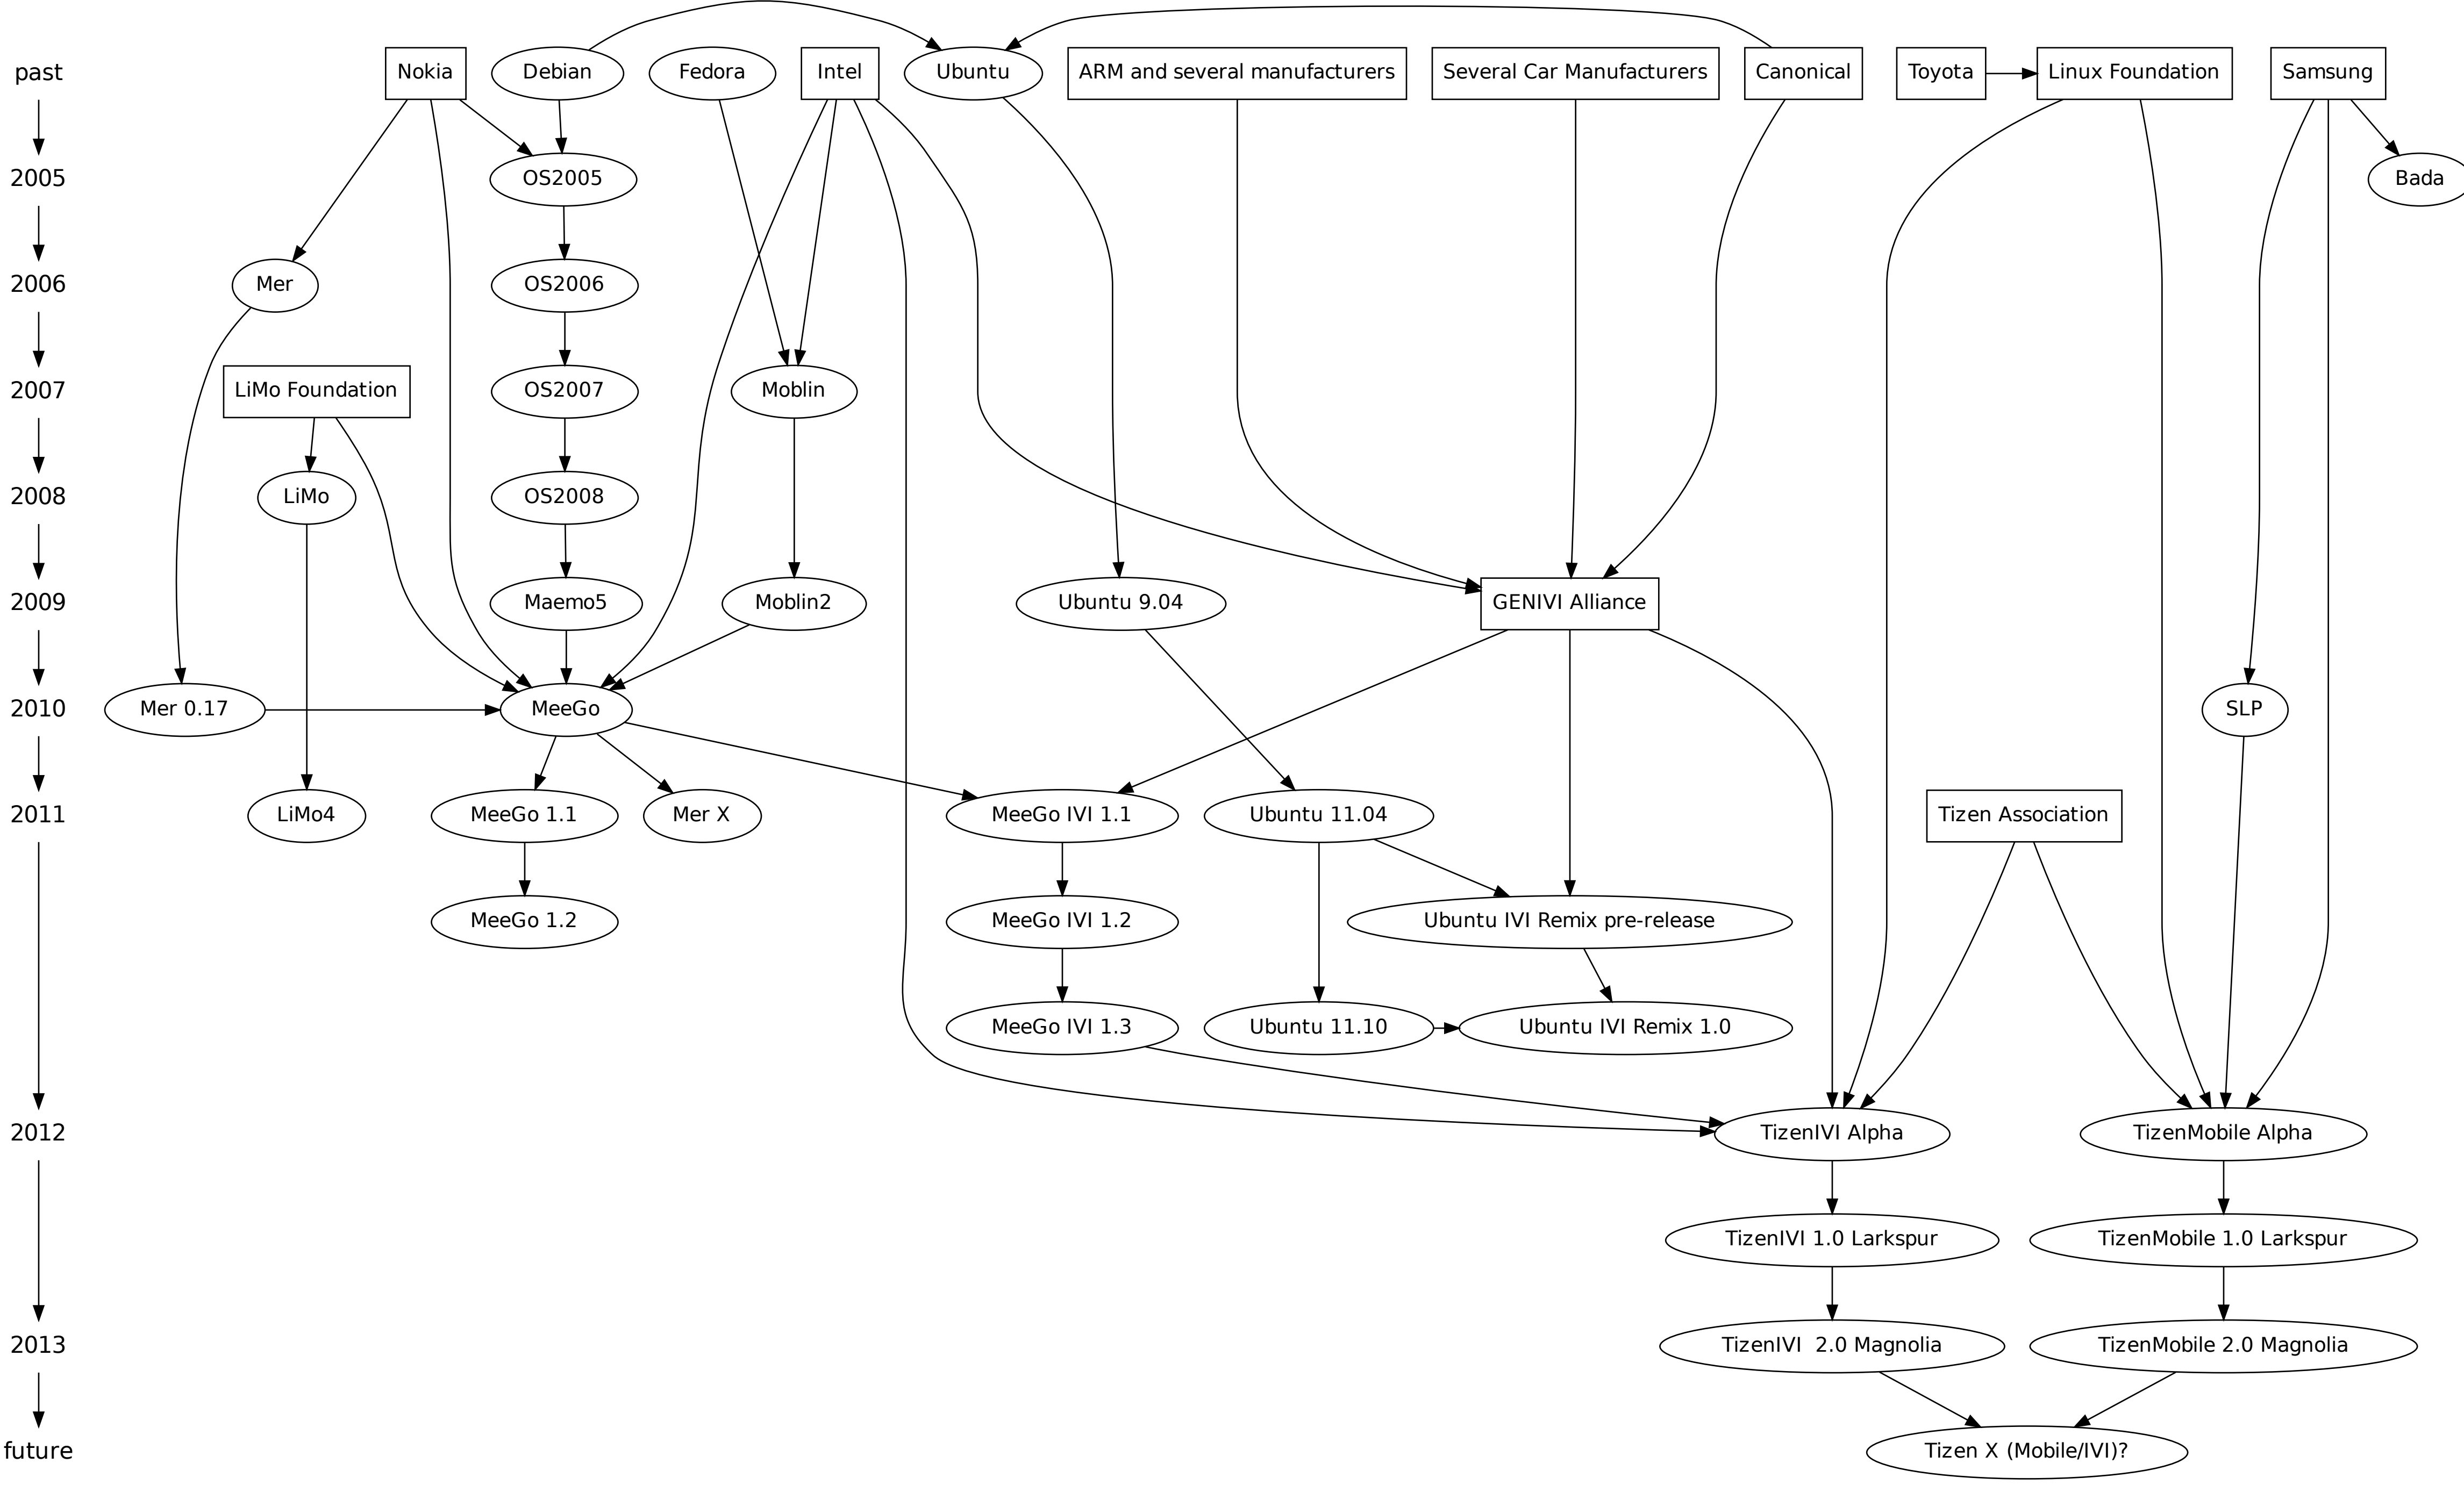 past
Nokia
Debian
Fedora
Intel
Ubuntu
ARM and several manufacturers
Several Car Manufacturers
Canonical
Toyota
Linux Foundation
Samsung
2005
OS2005
Bada
2006
Mer
OS2006
2007
LiMo Foundation
OS2007
Moblin
2008
LiMo
OS2008
2009
Maemo5
Moblin2
Ubuntu 9.04
GENIVI Alliance
2010
Mer 0.17
MeeGo
SLP
2011
LiMo4
MeeGo 1.1
Mer X
MeeGo IVI 1.1
Ubuntu 11.04
Tizen Association
MeeGo 1.2
MeeGo IVI 1.2
Ubuntu IVI Remix pre-release
MeeGo IVI 1.3
Ubuntu 11.10
Ubuntu IVI Remix 1.0
2012
TizenIVI Alpha
TizenMobile Alpha
TizenIVI 1.0 Larkspur
TizenMobile 1.0 Larkspur
2013
TizenIVI  2.0 Magnolia
TizenMobile 2.0 Magnolia
future
Tizen X (Mobile/IVI)?